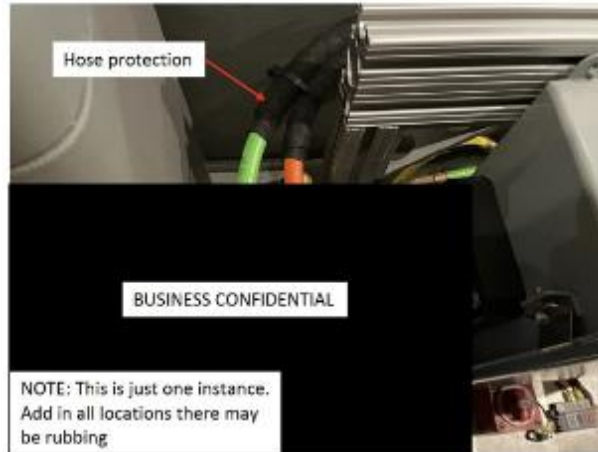 Hose protection
BUSINESS CONFIDENTIAL
NOTE: This is just one instance.
Add in all locations there may
be rubbing